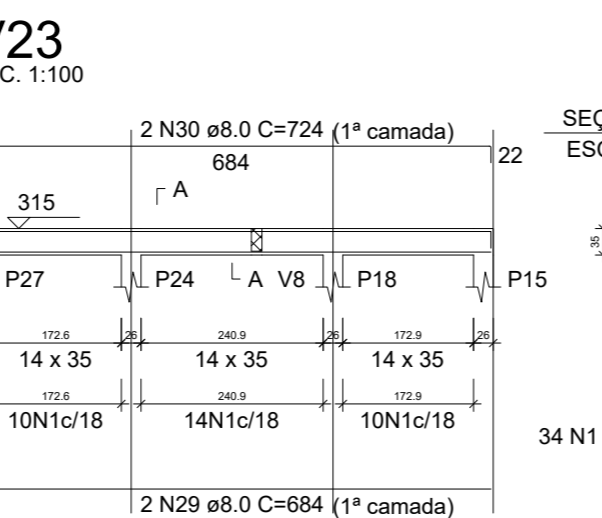 V23
C. 1:100
2 N30 ø8.0 C=724 (1ª camada)
SEÇ
684
22
ESC
A
315
35
P27
P24
A
V8
P18
P15
172.6
26
240.9
26
172.9
26
14 x 35
14 x 35
14 x 35
172.6
240.9
172.9
10N1c/18
14N1c/18
10N1c/18
34 N1
2 N29 ø8.0 C=684 (1ª camada)